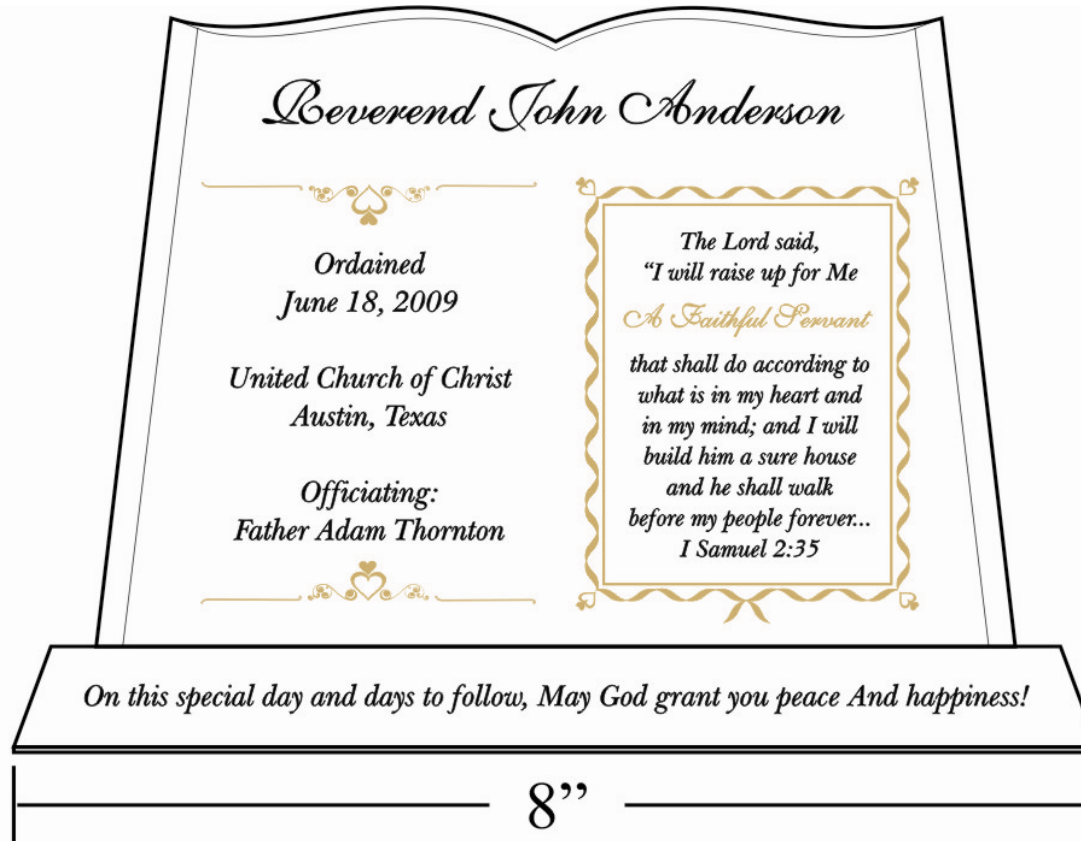 Reverend John Anderson
Ordained
June 18, 2009
United Church of Christ
Austin, Texas
Officiating:
Father Adam Thornton
The Lord said,
“I will raise up for Me
A Faithful Servant
that shall do according to
what is in my heart and
in my mind; and I will
build him a sure house
and he shall walk
before my people forever...
I Samuel 2:35
On this special day and days to follow, May God grant you peace And happiness!
8”